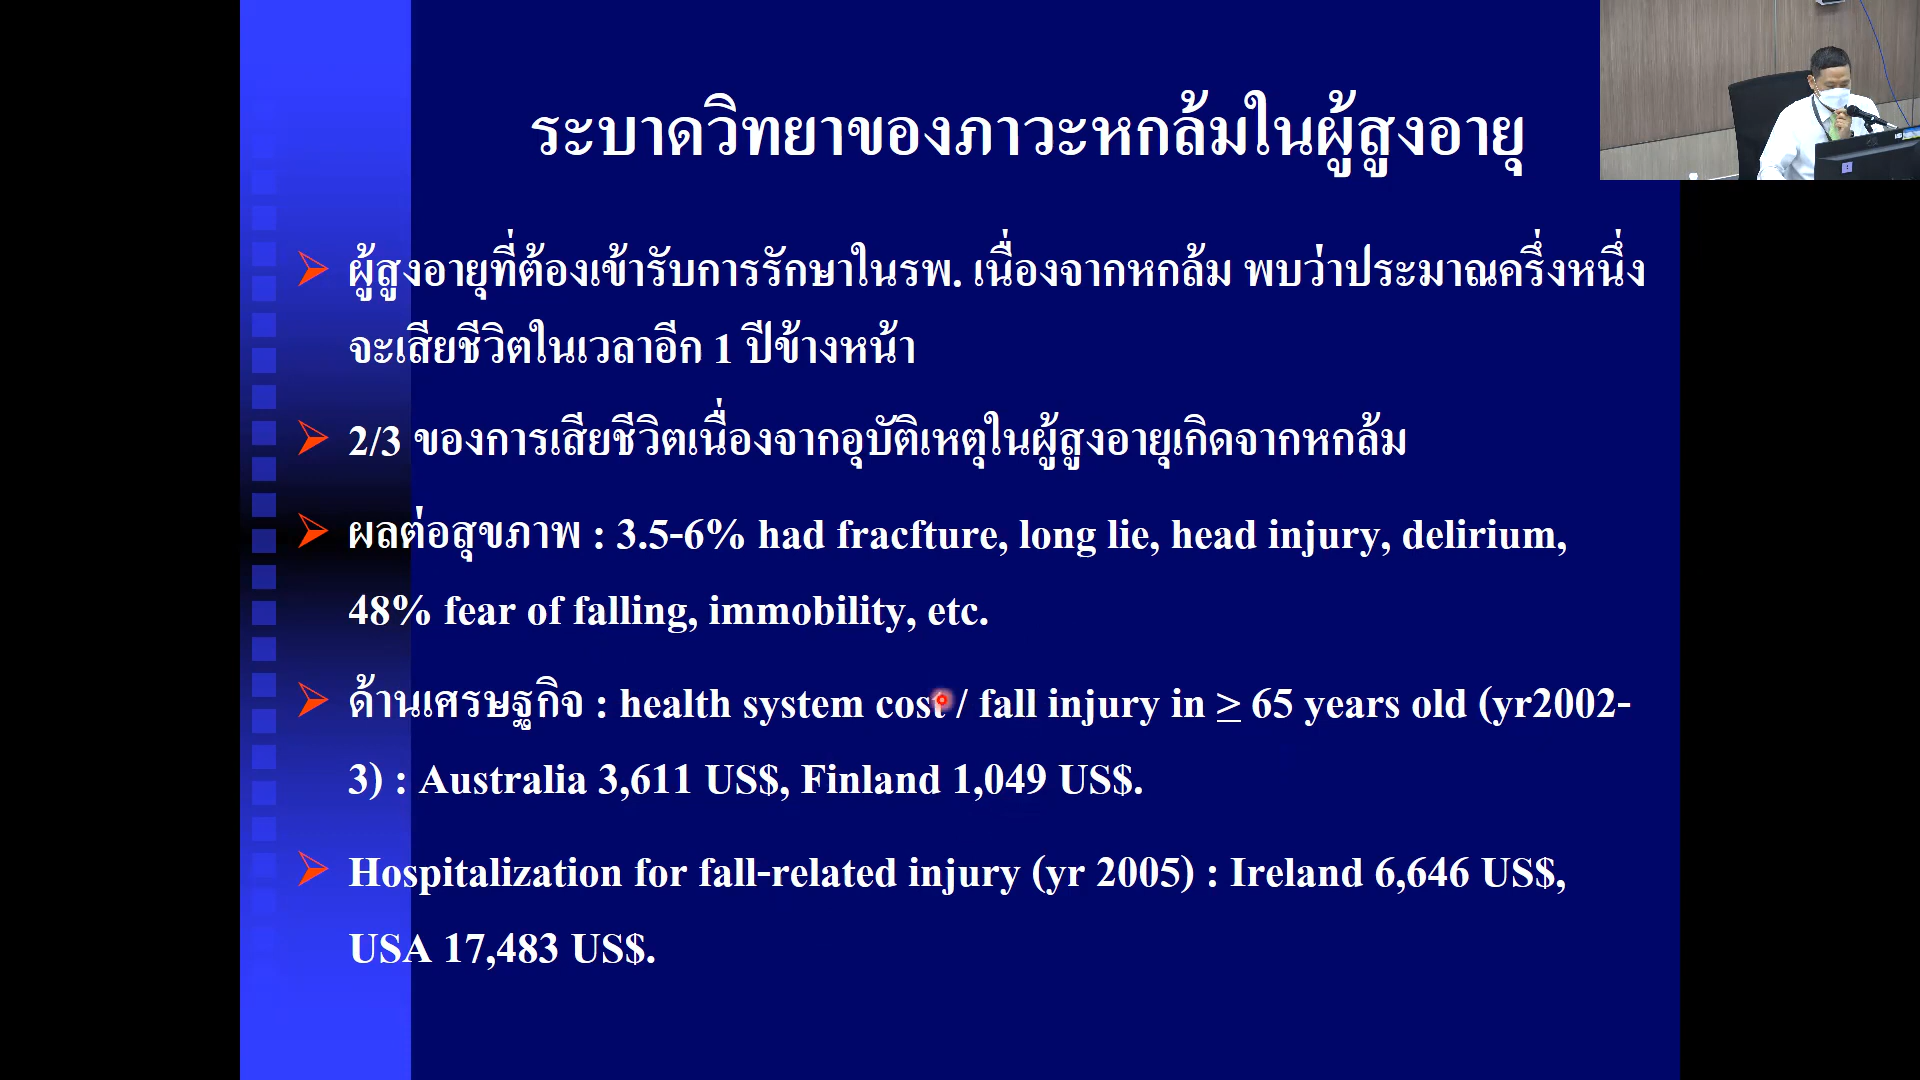 ระบาดวิทยาของภาวะหกล้มในผู้สูงอายุ
ผู้สูงอายุที่ต้องเข้ารับการรักษาในรพ. เนื่องจากหกล้ม พบว่าประมาณครึ่งหนึ่ง
จะเสียชีวิตในเวลาอีก 1 ปีข้างหน้า
2/3 ของการเสียชีวิตเนื่องจากอุบัติเหตุในผู้สูงอายุเกิดจากหกล้ม
ผลต่อสุขภาพ : 3.5-6% had fracfture, long lie, head injury, delirium,
48% fear of falling, immobility, etc.
ด้านเศรษฐกิจ : health system cost / fall injury in ≥ 65 years old (yr2002-
3) : Australia 3,611 US$, Finland 1,049 US$.
Hospitalization for fall-related injury (yr 2005) : Ireland 6,646 US$,
USA 17,483 US$.